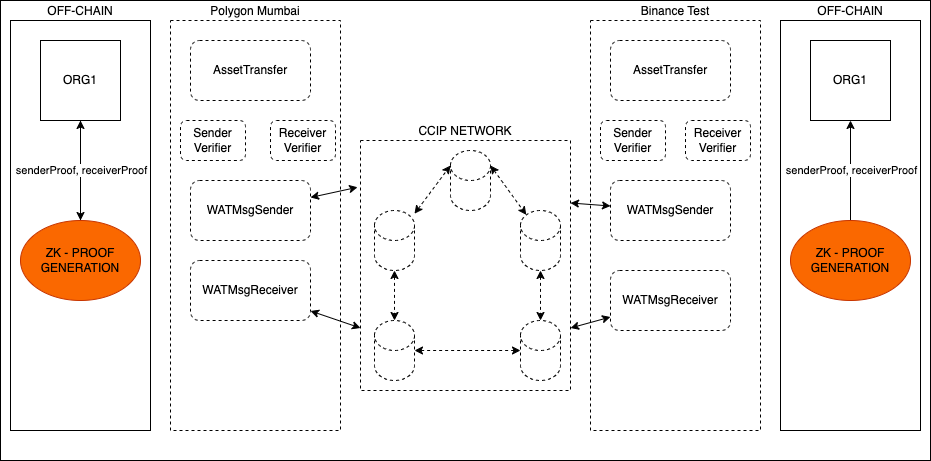 OFF-CHAIN
Polygon Mumbai
Binance Test
OFF-CHAIN
ORG1
senderProof, receiverProof
ZK - PROOF
GENERATION
AssetTransfer
Sender
Verifier
Receiver
Verifier
WATMsgSender
WATMsgReceiver
CCIP NETWORK
AssetTransfer
Sender
Verifier
Receiver
Verifier
WATMsgSender
WATMsgReceiver
ORG1
senderProof, receiverProof
ZK - PROOF
GENERATION